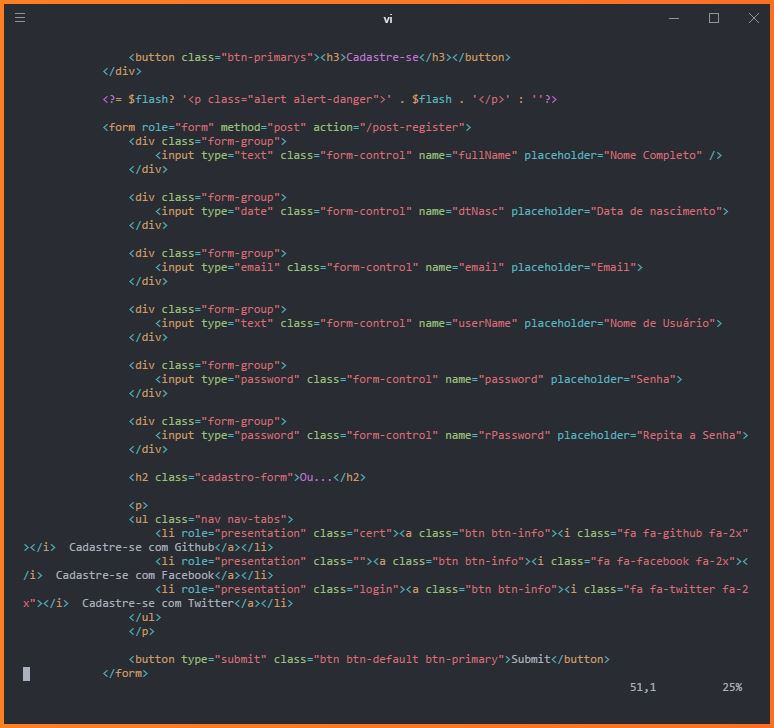 vi
<button class="btn-primarys"><h3>Cadastre-se</h3></button>
</div>
<?= $flash? '<p class="alert alert-danger">' . $flash . '</p>' : ''?>
<form role="form" method="post" action="/post-register">
<div class="form-group">
<input type="text" class="form-control" name="fullName" placeholder="Nome Completo" />
</div>
<div class="form-group">
<input type="date" class="form-control" name="dtNasc" placeholder="Data de nascimento">
</div>
<div class="form-group">
<input type="email" class="form-control" name="email" placeholder="Email">
</div>
<div class="form-group">
<input type="text" class="form-control" name="userName" placeholder="Nome de Usuário">
</div>
<div class="form-group">
<input type="password" class="form-control" name="password" placeholder="Senha">
</div>
<div class="form-group">
<input type="password" class="form-control" name="rPassword" placeholder="Repita a Senha">
</div>
<h2 class="cadastro-form">Ou...</h2>
<p>
<ul class="nav nav-tabs">
<li role="presentation" class="cert"><a class="btn btn-info"><i class="fa fa-github fa-2x"
></i>  Cadastre-se com Github</a></li>
<li role="presentation" class=""><a class="btn btn-info"><i class="fa fa-facebook fa-2x"><
/i>  Cadastre-se com Facebook</a></li>
<li role="presentation" class="login"><a class="btn btn-info"><i class="fa fa-twitter fa-2
x"></i>  Cadastre-se com Twitter</a></li>
</ul>
</p>
<button type="submit" class="btn btn-default btn-primary">Submit</button>
</form>
51,1 25%